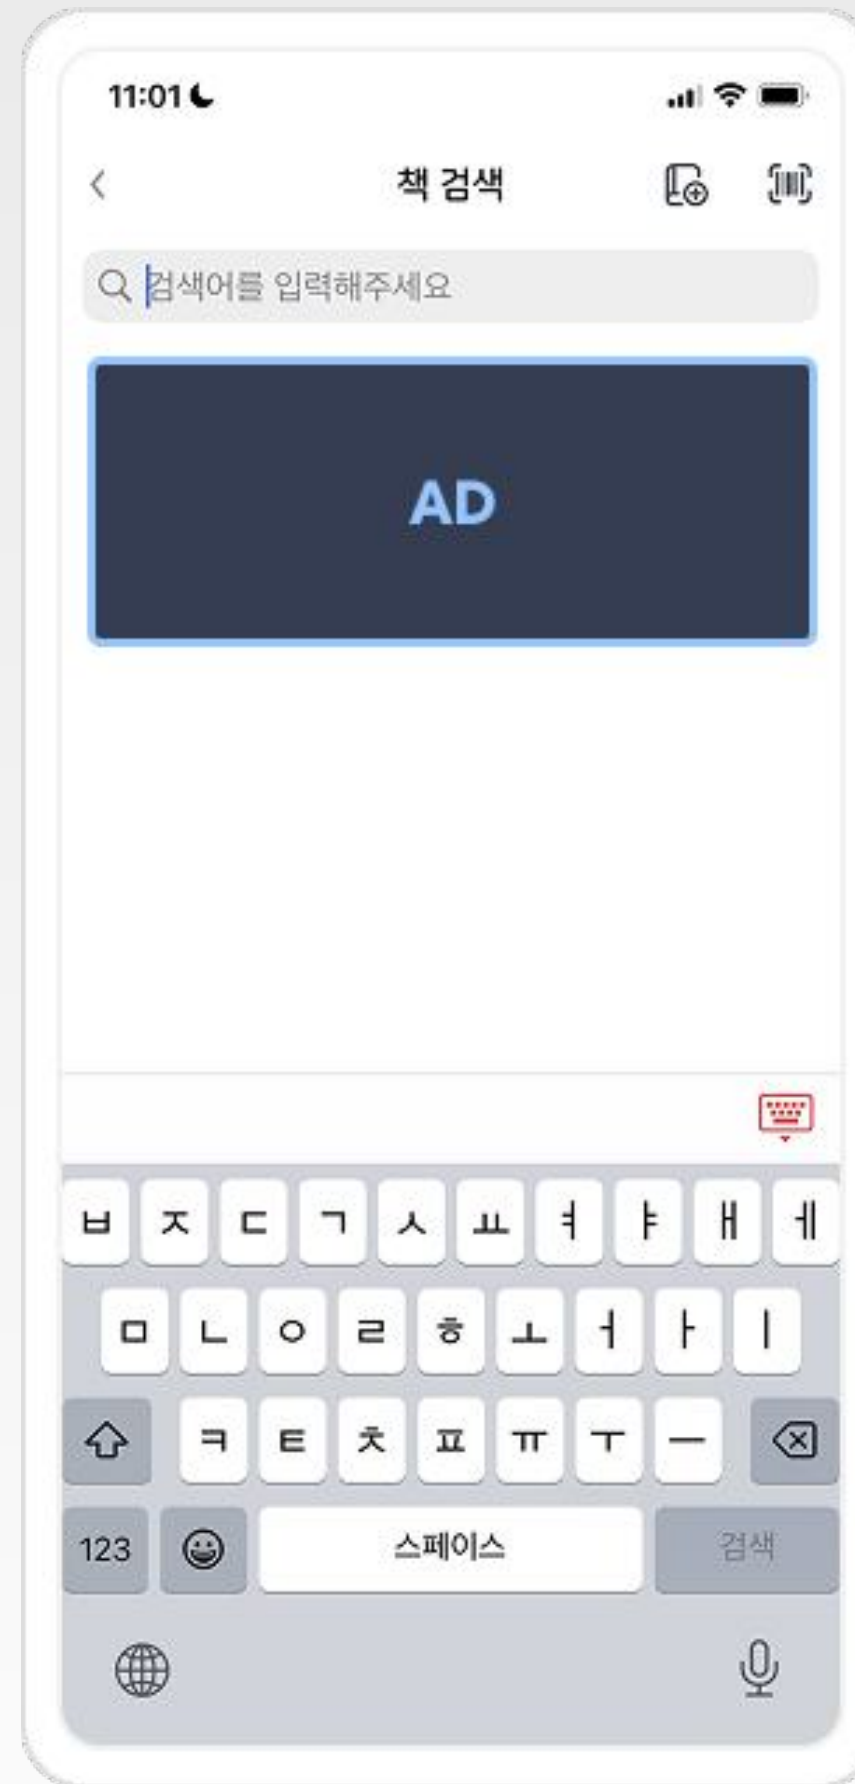 11:01
책 검색
검색어를 입력해주세요
AD
ㅂ ㅈ ㄷ ㄱ ㅅ ㅛ ㅕ ㅑ ㅐ ㅔ
ㅁ ㄴ ㅇ ㄹ ㅎ ㅗ ㅓ ㅏ ㅣ
ㅋ ㅌ ㅊ ㅍ ㅠ ㅜ ㅡ
123 스페이스 검색